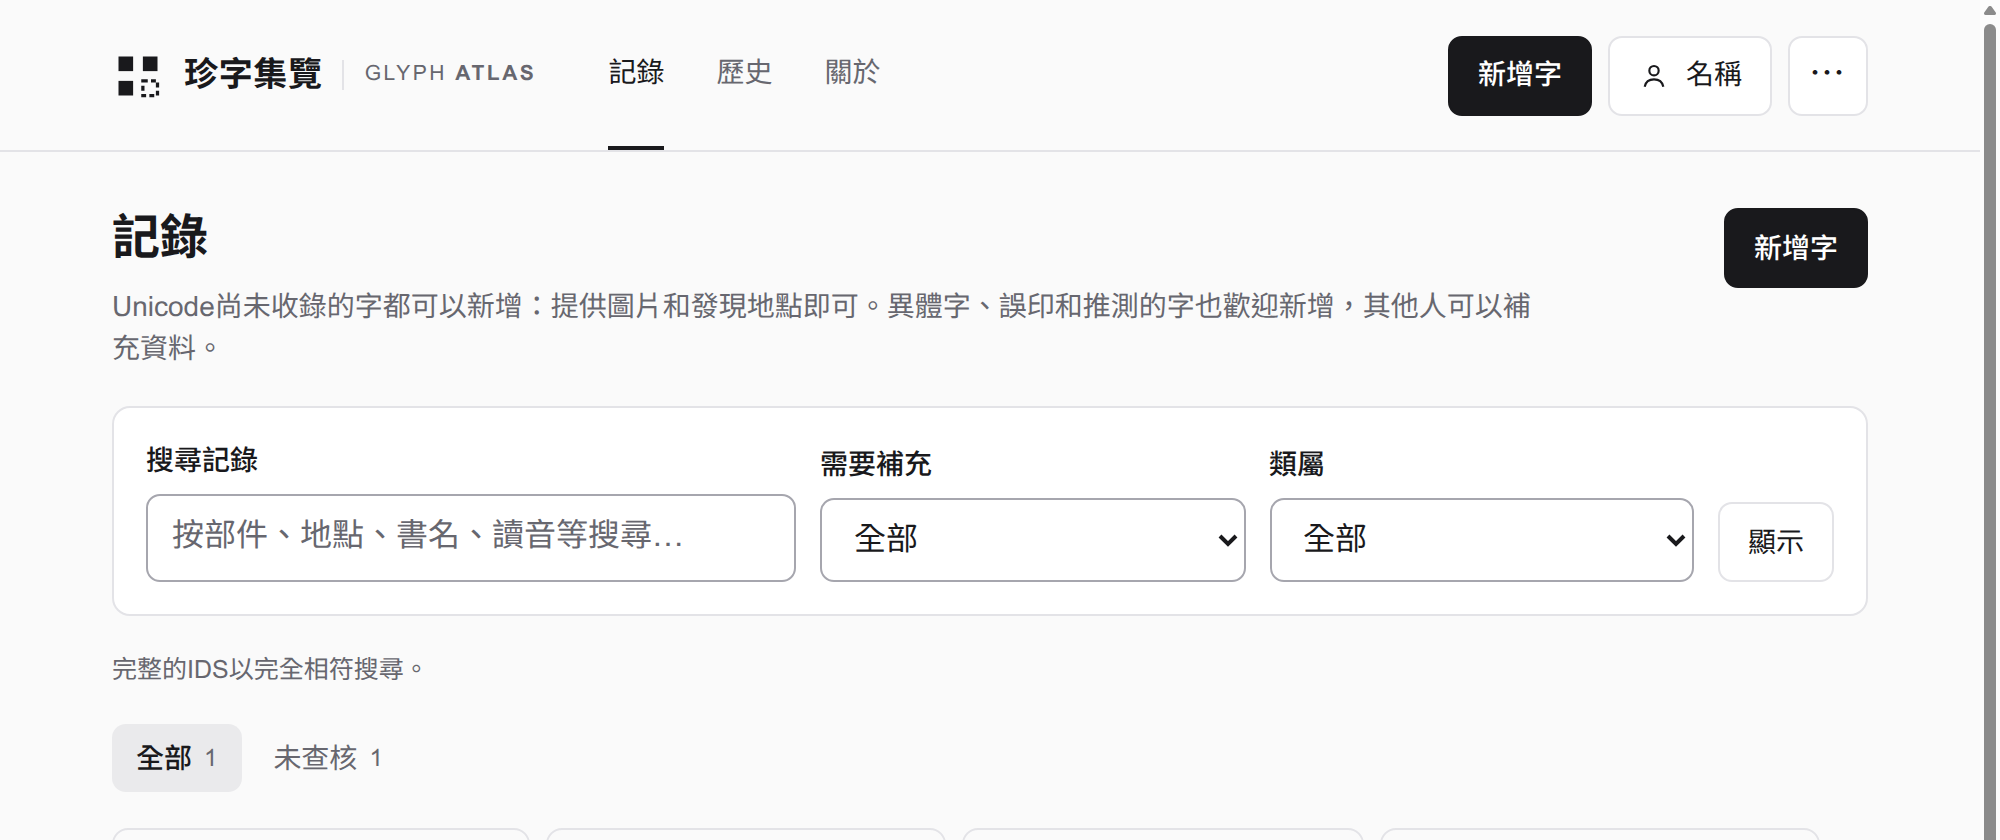 珍字集覽 GLYPH ATLAS 記錄 歷史 關於 新增字 名稱 ···
記錄 新增字
Unicode尚未收錄的字都可以新增：提供圖片和發現地點即可。異體字、誤印和推測的字也歡迎新增，其他人可以補
充資料。
搜尋記錄 需要補充 類屬
按部件、地點、書名、讀音等搜尋… 全部 全部 顯示
完整的IDS以完全相符搜尋。
全部 1 未查核 1